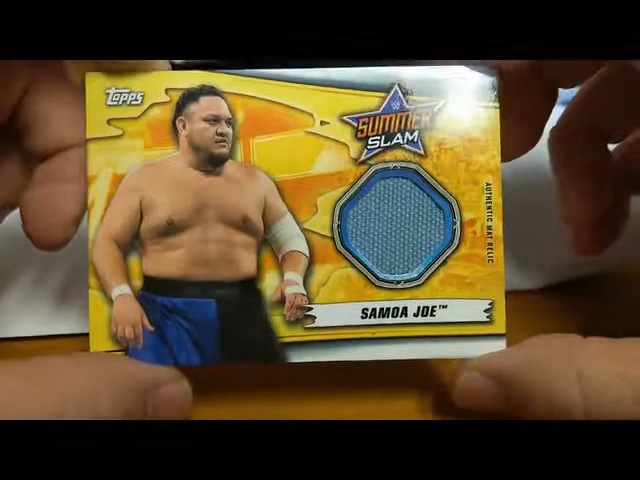 Topps
W
SUMMER
SLAM
AUTHENTIC MAT RELIC
SAMOA JOE™